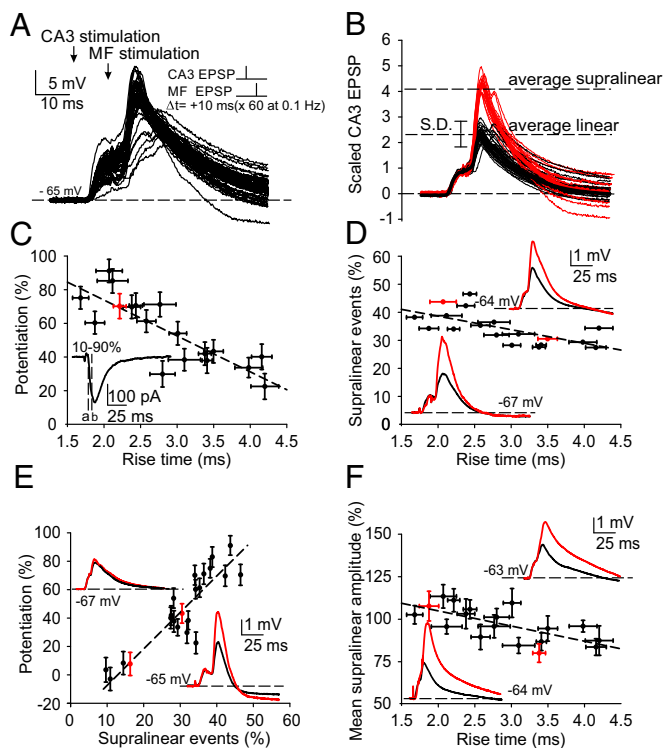 A
CA3 stimulation
MF stimulation
5 mV
10 ms
CA3 EPSP
MF EPSP
Δt= +10 ms(x 60 at 0.1 Hz)
- 65 mV
B
Scaled CA3 EPSP
5
4
3
2
1
0
-1
average supralinear
S.D.
average linear
C
Potentiation (%)
100
80
60
40
20
0
10-90%
100 pA
25 ms
a b
1.5 2.0 2.5 3.0 3.5 4.0 4.5
Rise time (ms)
D
Supralinear events (%)
60
50
40
30
20
10
0
1 mV
25 ms
-64 mV
-67 mV
1.5 2.0 2.5 3.0 3.5 4.0 4.5
Rise time (ms)
E
Potentiation (%)
100
80
60
40
20
0
-20
-67 mV
1 mV
25 ms
-65 mV
0 10 20 30 40 50 60
Supralinear events (%)
F
Mean supralinear amplitude (%)
150
125
100
75
50
1 mV
25 ms
-63 mV
-64 mV
1.5 2.0 2.5 3.0 3.5 4.0 4.5
Rise time (ms)